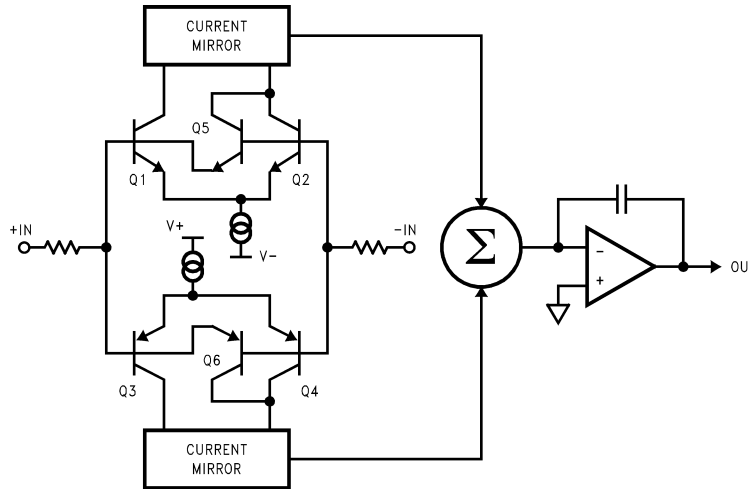 CURRENT
MIRROR
Q5
Q1
Q2
+IN
V+
V-
-IN
Σ
-
+
OU
Q6
Q3
Q4
CURRENT
MIRROR